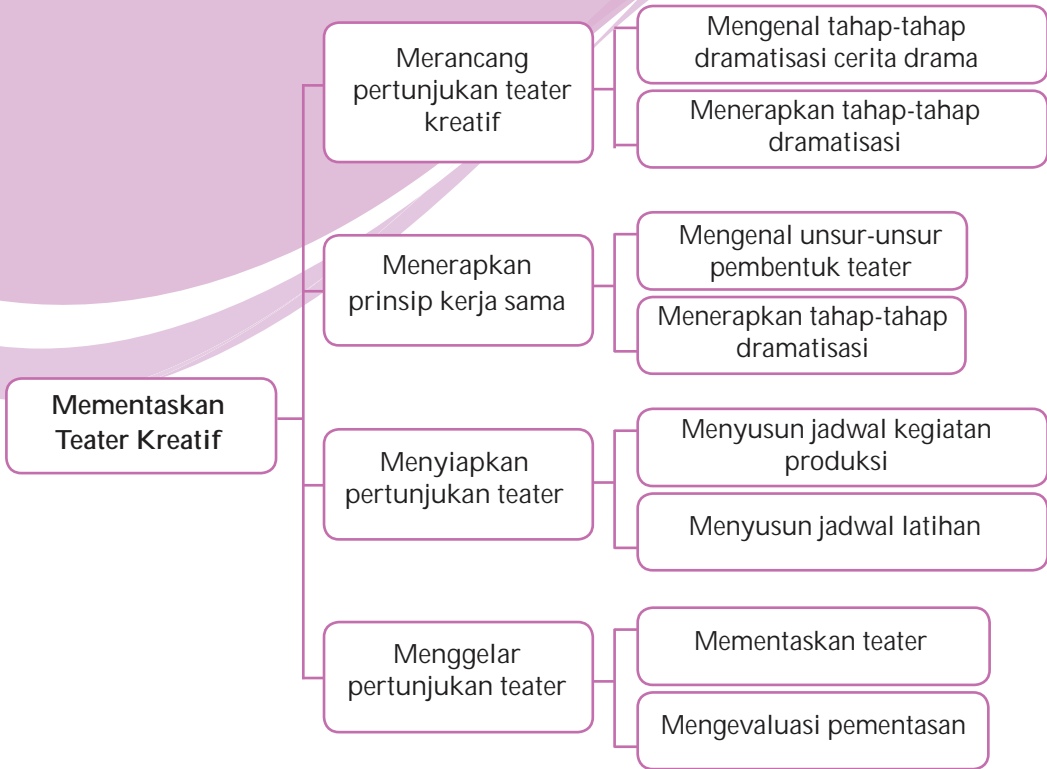 Mementaskan
Teater Kreatif
Merancang
pertunjukan teater
kreatif
Mengenal tahap-tahap
dramatisasi cerita drama
Menerapkan tahap-tahap
dramatisasi
Menerapkan
prinsip kerja sama
Mengenal unsur-unsur
pembentuk teater
Menerapkan tahap-tahap
dramatisasi
Menyiapkan
pertunjukan teater
Menyusun jadwal kegiatan
produksi
Menyusun jadwal latihan
Menggelar
pertunjukan teater
Mementaskan teater
Mengevaluasi pementasan